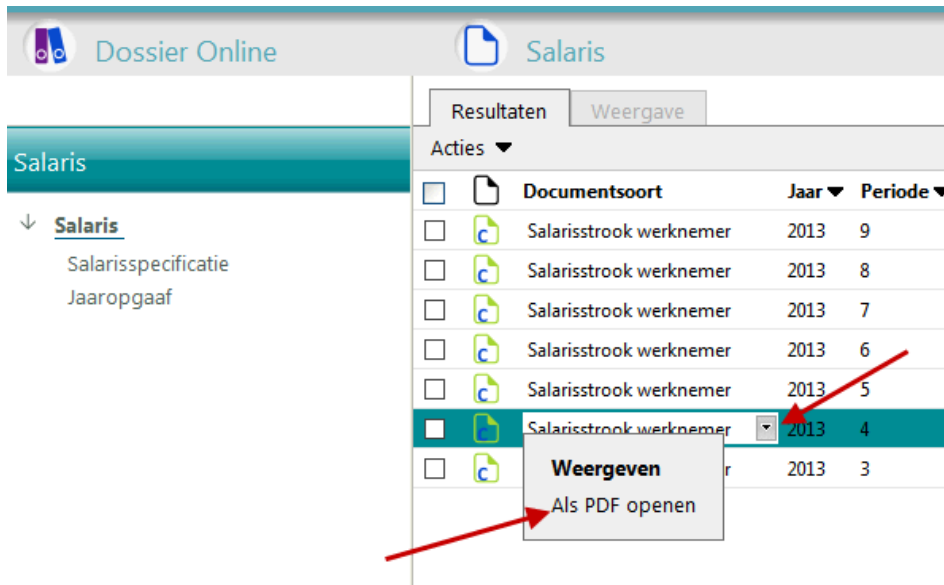 Dossier Online
Salaris
Salaris
Salaris
Salarisspecificatie
Jaaropgaaf
Resultaten Weergave
Acties
Documentsoort Jaar Periode
c Salarisstrook werknemer 2013 9
c Salarisstrook werknemer 2013 8
c Salarisstrook werknemer 2013 7
c Salarisstrook werknemer 2013 6
c Salarisstrook werknemer 2013 5
c Salarisstrook werknemer 2013 4
c r 2013 3
Weergeven
Als PDF openen